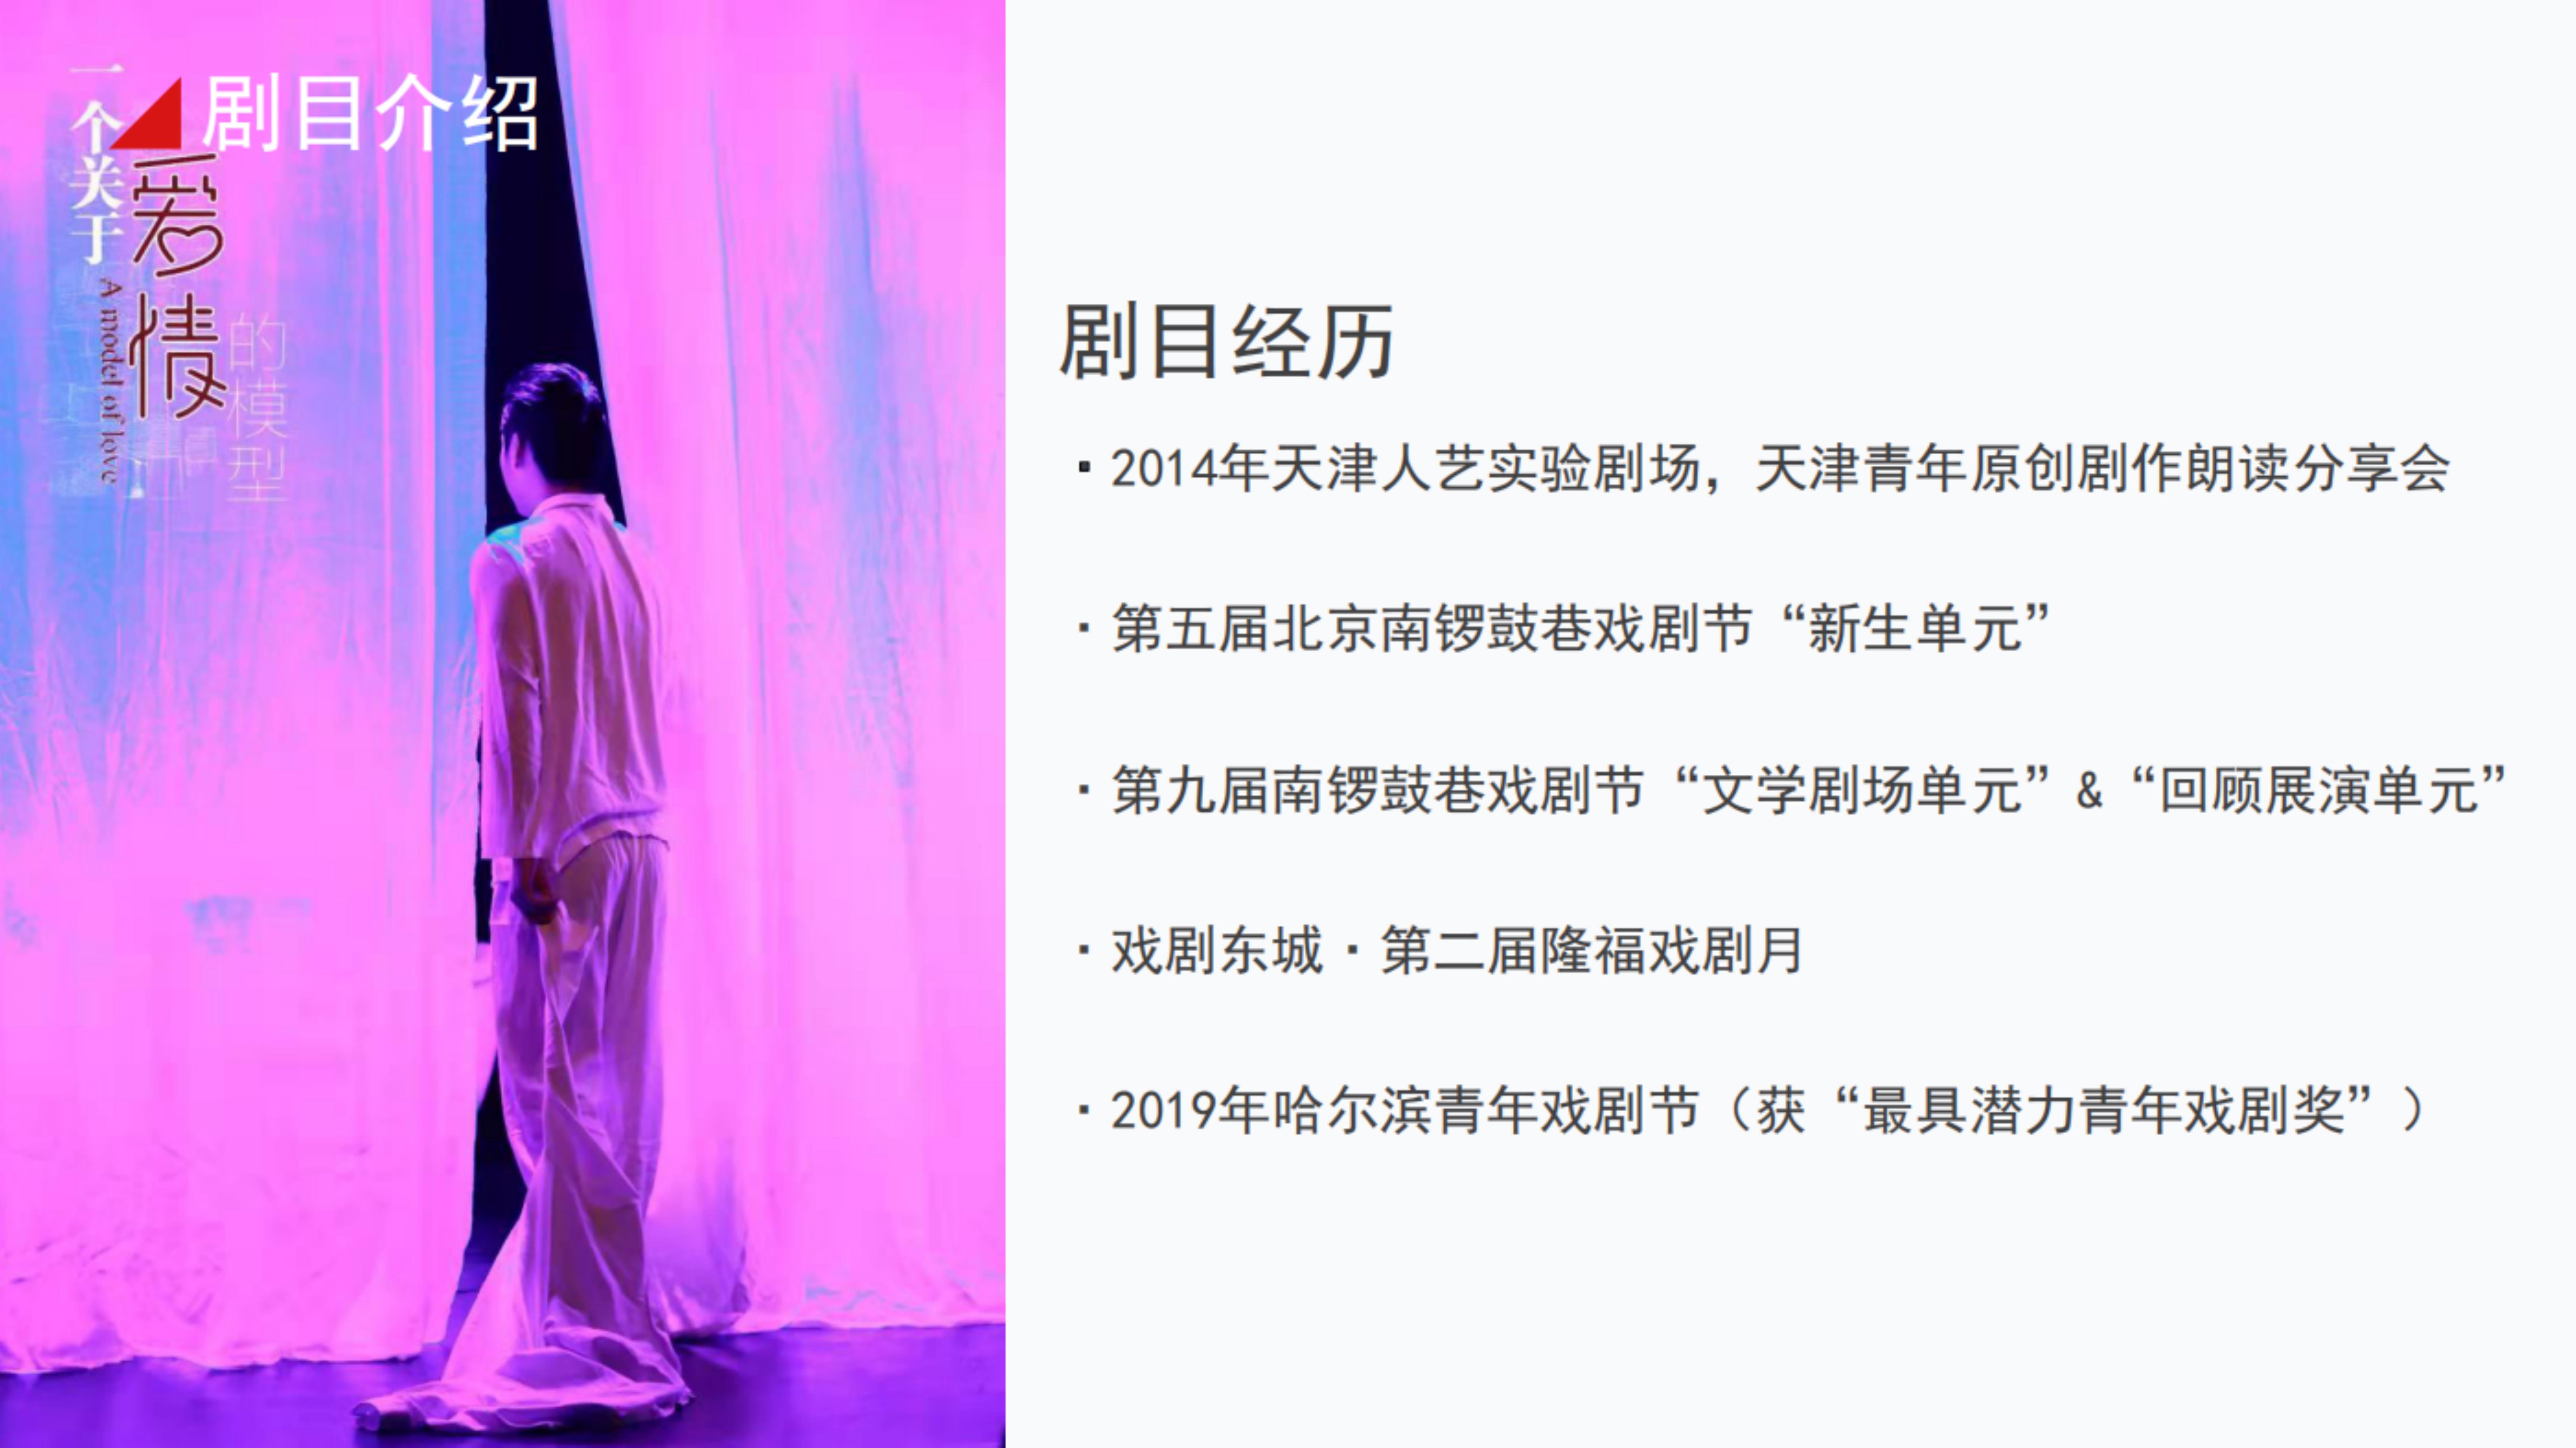 剧目介绍
一个关于
爱情
的模型
A model of love
剧目经历
▪ 2014年天津人艺实验剧场，天津青年原创剧作朗读分享会
· 第五届北京南锣鼓巷戏剧节“新生单元”
· 第九届南锣鼓巷戏剧节“文学剧场单元”&“回顾展演单元”
· 戏剧东城·第二届隆福戏剧月
· 2019年哈尔滨青年戏剧节（获“最具潜力青年戏剧奖”）